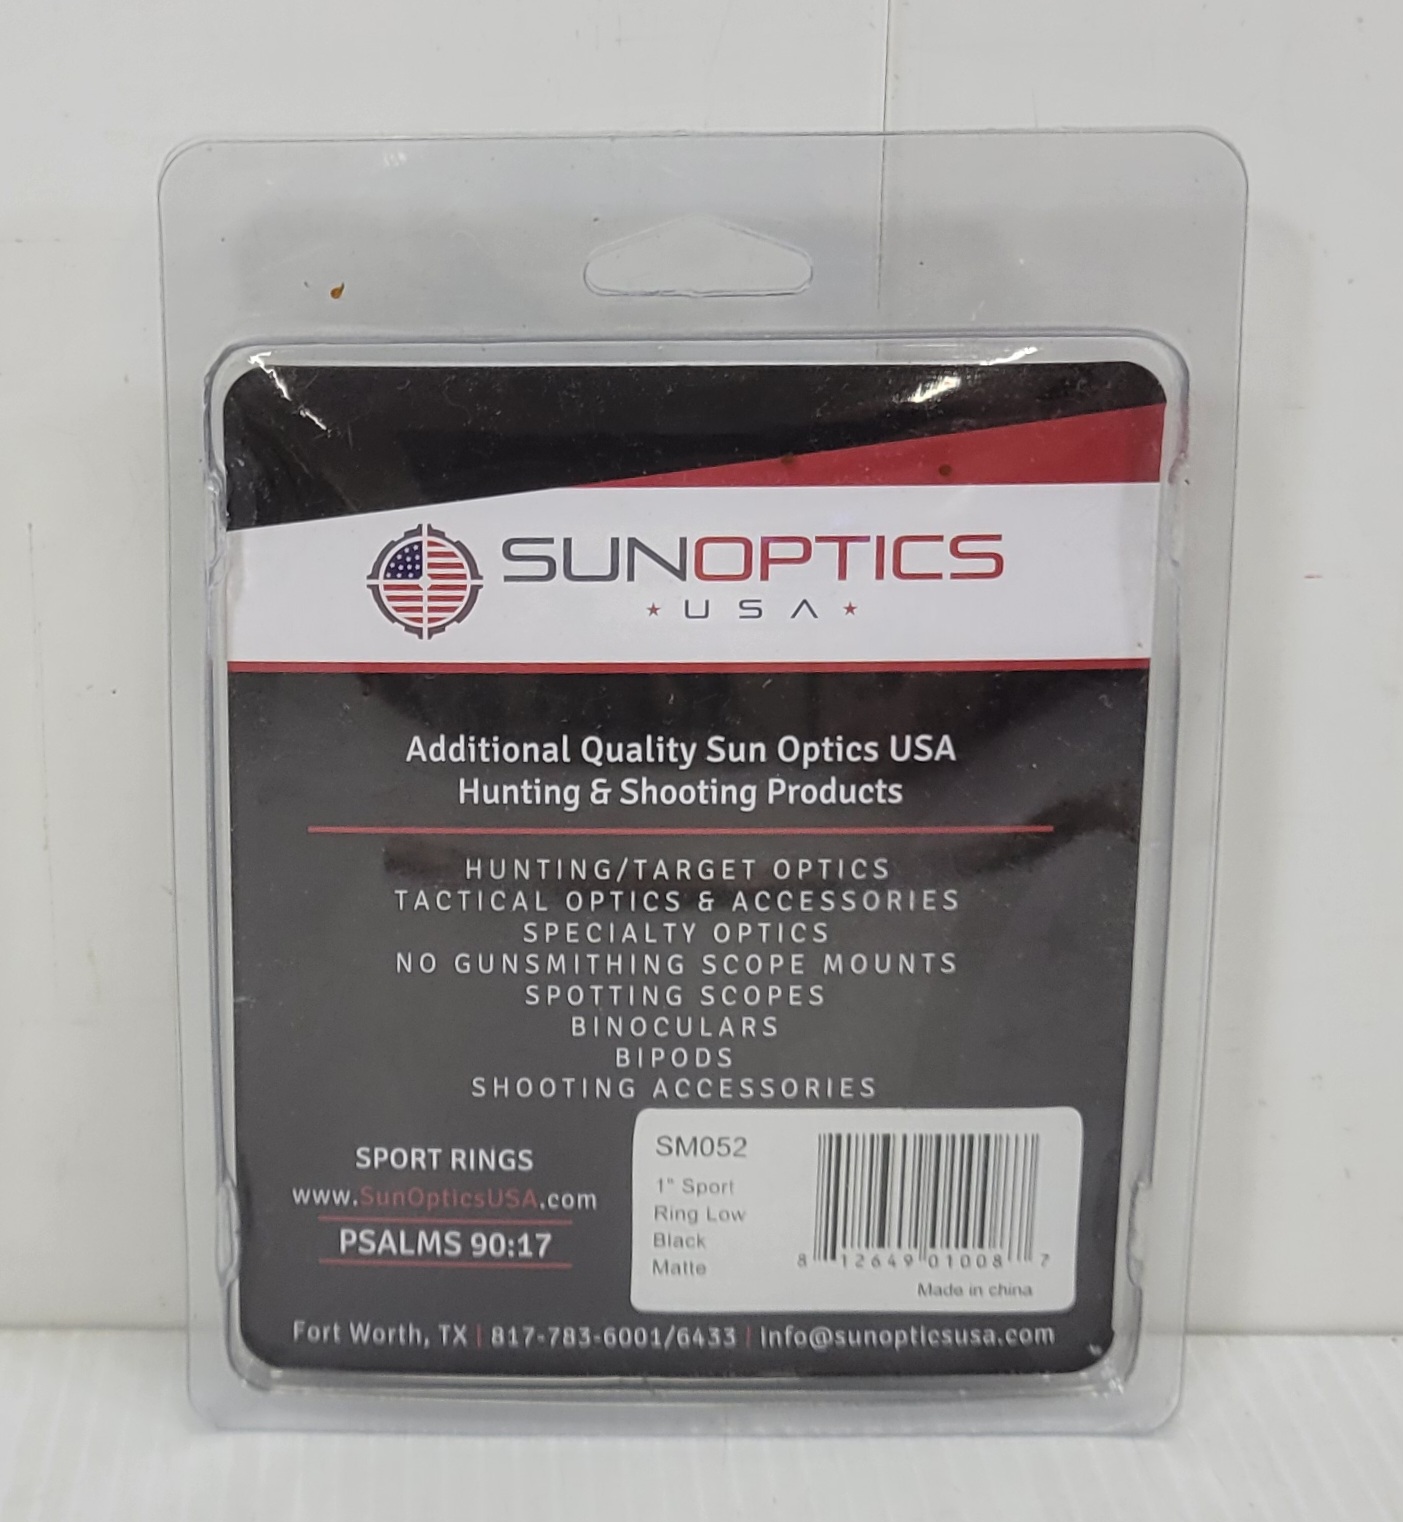 SUNOPTICS
USA
Additional Quality Sun Optics USA
Hunting & Shooting Products
HUNTING/TARGET OPTICS
TACTICAL OPTICS & ACCESSORIES
SPECIALTY OPTICS
NO GUNSMITHING SCOPE MOUNTS
SPOTTING SCOPES
BINOCULARS
BIPODS
SHOOTING ACCESSORIES
SPORT RINGS
www.SunOpticsUSA.com
PSALMS 90:17
SM052
1" Sport
Ring Low
Black
Matte
8 12649 01008 7
Made in china
Fort Worth, TX | 817-783-6001/6433 | info@sunopticsusa.com